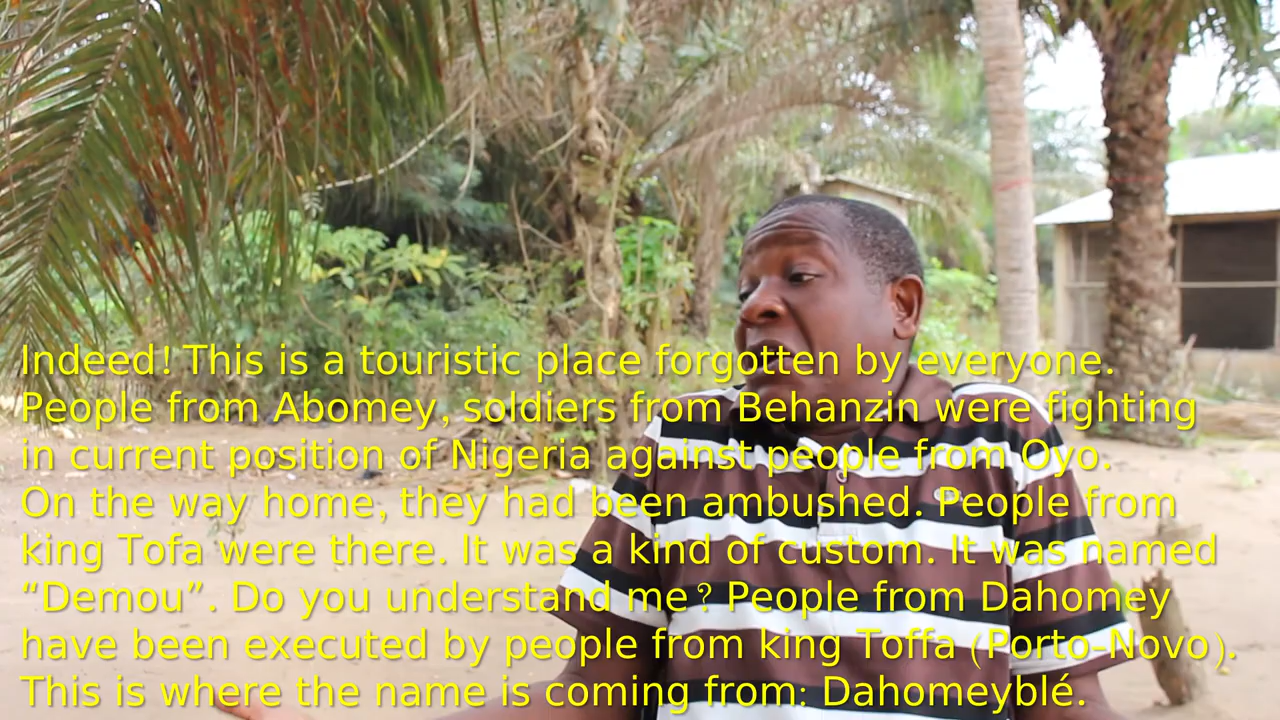 Indeed! This is a touristic place forgotten by everyone.
People from Abomey, soldiers from Behanzin were fighting
in current position of Nigeria against people from Oyo.
On the way home, they had been ambushed. People from
king Tofa were there. It was a kind of custom. It was named
“Demou”. Do you understand me? People from Dahomey
have been executed by people from king Toffa (Porto-Novo).
This is where the name is coming from: Dahomeyblé.